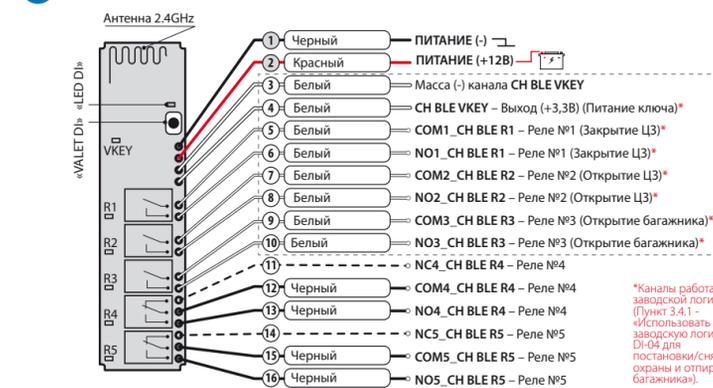 Антенна 2.4GHz
«LED DI»
«VALET DI»
VKEY
R1
R2
R3
R4
R5
1 Черный ПИТАНИЕ (-)
2 Красный ПИТАНИЕ (+12В)
3 Белый Масса (-) канала CH BLE VKEY
4 Белый CH BLE VKEY – Выход (+3,3В) (Питание ключа)*
5 Белый COM1_CH BLE R1 – Реле №1 (Закрытие ЦЗ)*
6 Белый NO1_CH BLE R1 – Реле №1 (Закрытие ЦЗ)*
7 Белый COM2_CH BLE R2 – Реле №2 (Открытие ЦЗ)*
8 Белый NO2_CH BLE R2 – Реле №2 (Открытие ЦЗ)*
9 Белый COM3_CH BLE R3 – Реле №3 (Открытие багажника)*
10 Белый NO3_CH BLE R3 – Реле №3 (Открытие багажника)*
11 NC4_CH BLE R4 – Реле №4
12 Черный COM4_CH BLE R4 – Реле №4
13 Черный NO4_CH BLE R4 – Реле №4
14 NC5_CH BLE R5 – Реле №5
15 Черный COM5_CH BLE R5 – Реле №5
16 Черный NO5_CH BLE R5 – Реле №5
*Каналы работа
заводской логи
(Пункт 3.4.1 -
«Использовать
заводскую логи
DI-04 для
постановки/сня
охраны и отпир
багажника»).